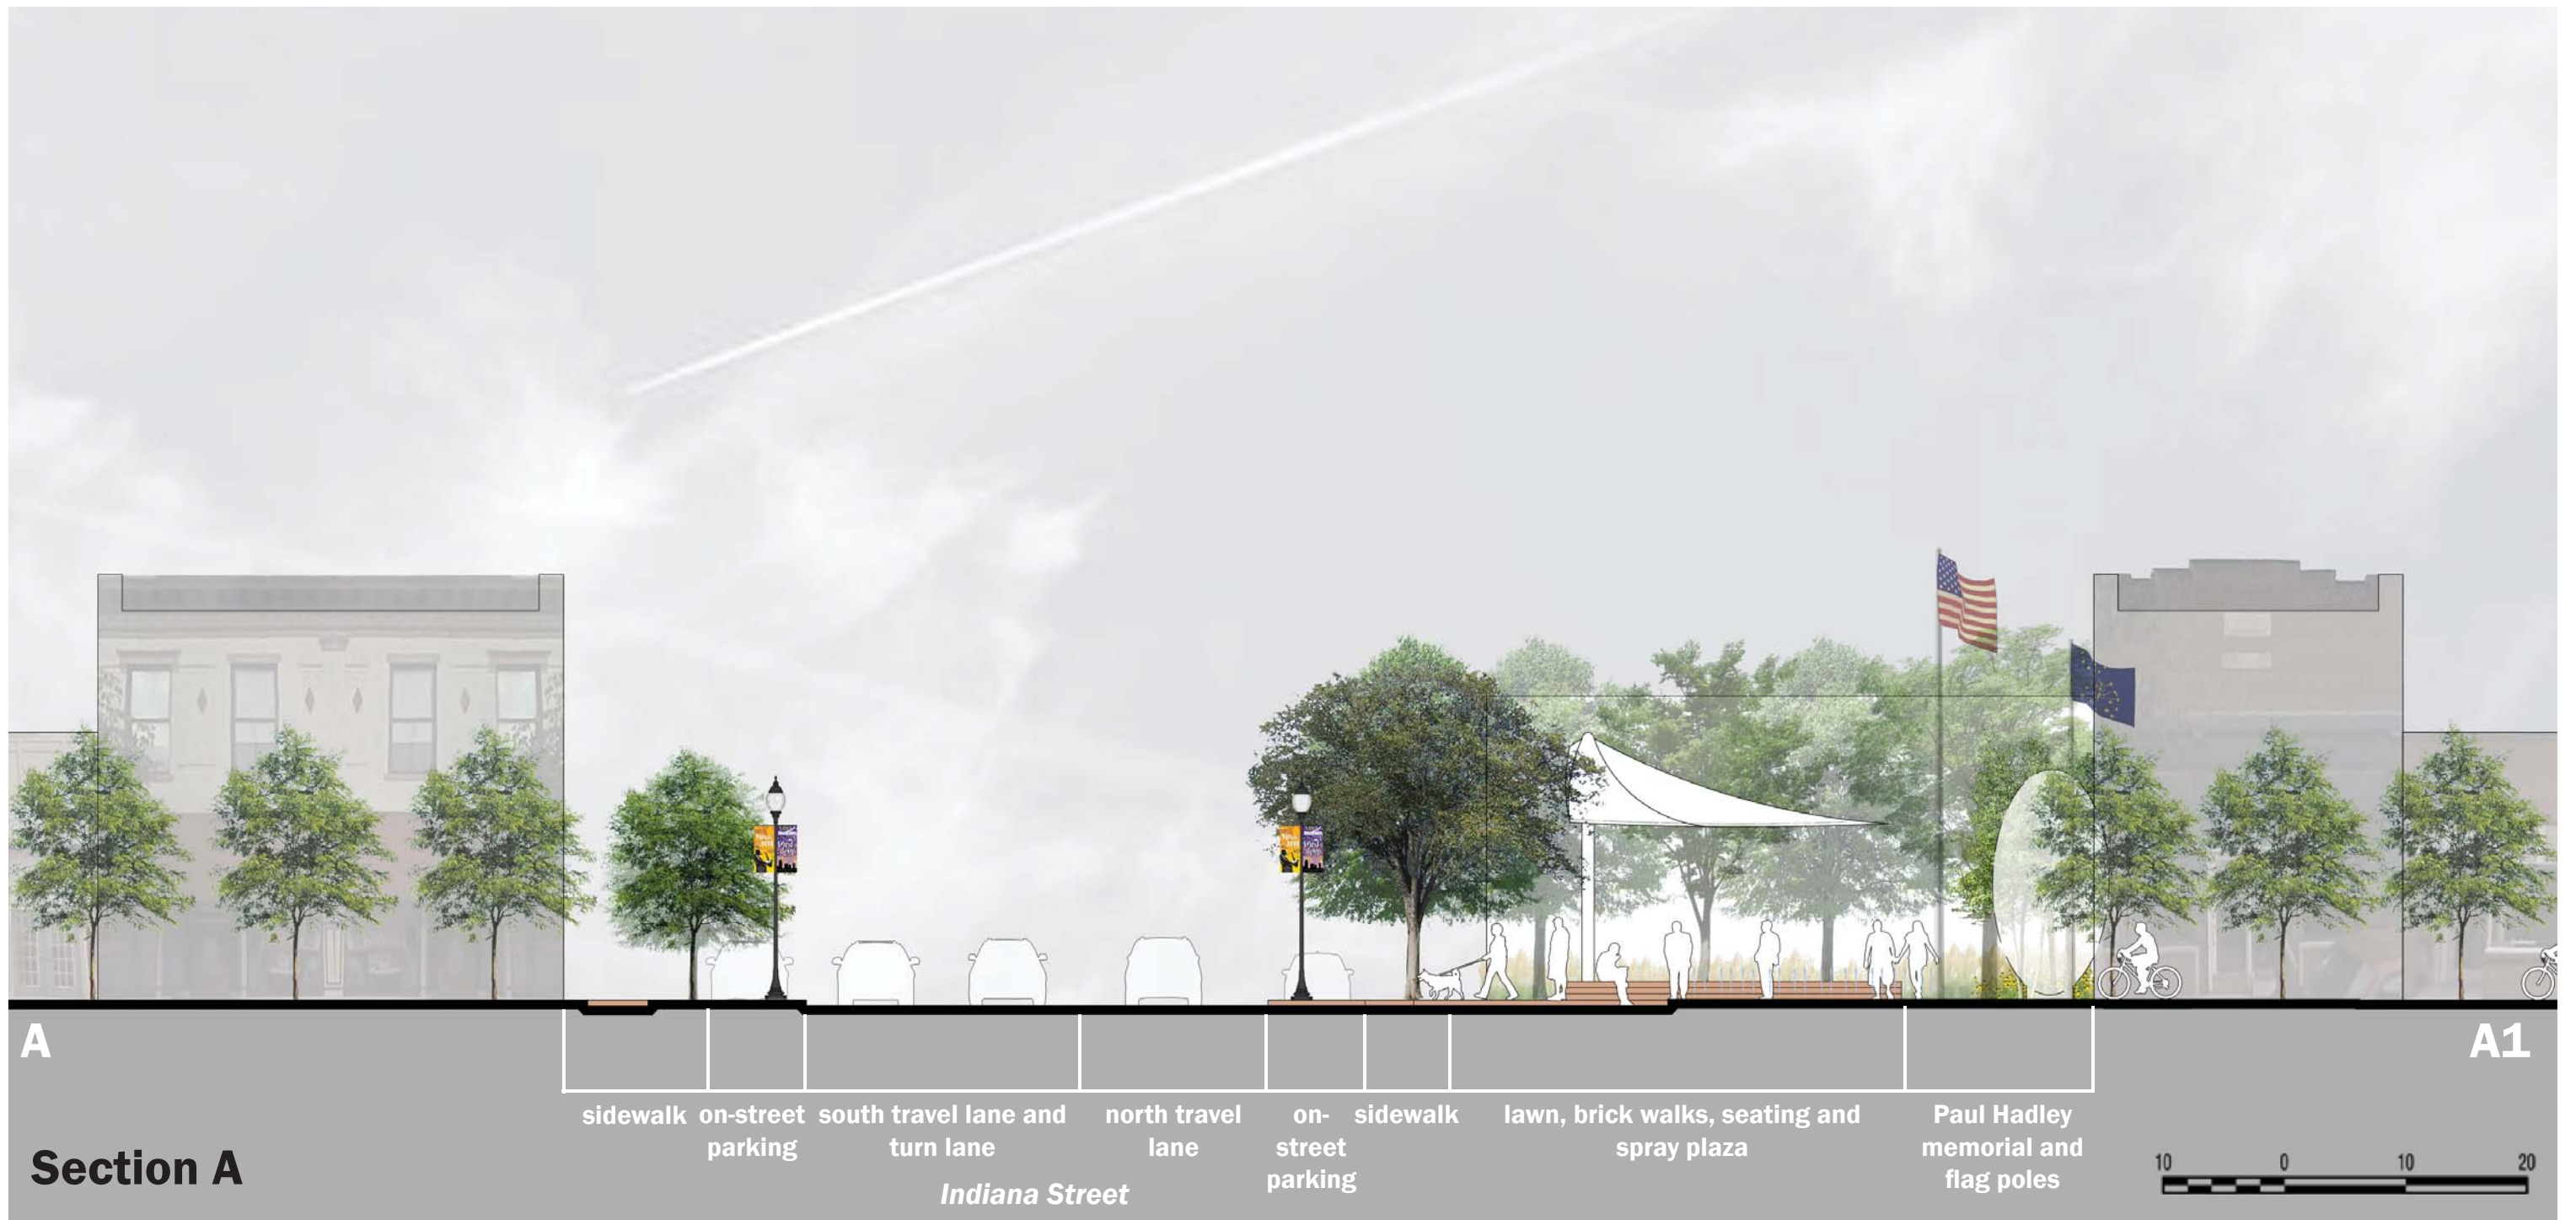 A
A1
sidewalk
on-street
parking
south travel lane and
turn lane
north travel
lane
on-
street
parking
sidewalk
lawn, brick walks, seating and
spray plaza
Paul Hadley
memorial and
flag poles
Indiana Street
Section A
10 0 10 20